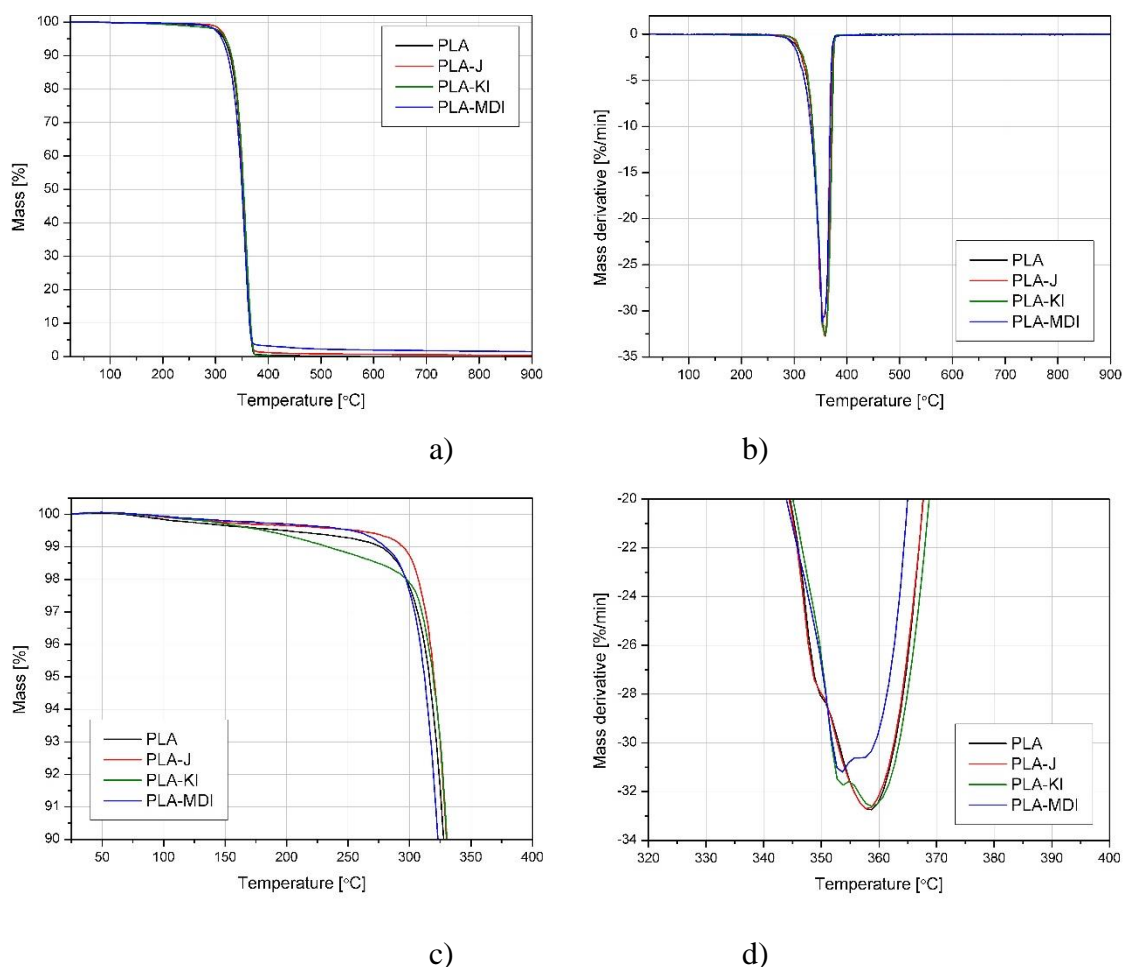 Mass [%]
100
90
80
70
60
50
40
30
20
10
0
PLA
PLA-J
PLA-KI
PLA-MDI
100 200 300 400 500 600 700 800 900
Temperature [°C]
a)
Mass derivative [%/min]
0
-5
-10
-15
-20
-25
-30
-35
PLA
PLA-J
PLA-KI
PLA-MDI
100 200 300 400 500 600 700 800 900
Temperature [°C]
b)
Mass [%]
100
99
98
97
96
95
94
93
92
91
90
PLA
PLA-J
PLA-KI
PLA-MDI
50 100 150 200 250 300 350 400
Temperature [°C]
c)
Mass derivative [%/min]
-20
-22
-24
-26
-28
-30
-32
-34
PLA
PLA-J
PLA-KI
PLA-MDI
320 330 340 350 360 370 380 390 400
Temperature [°C]
d)